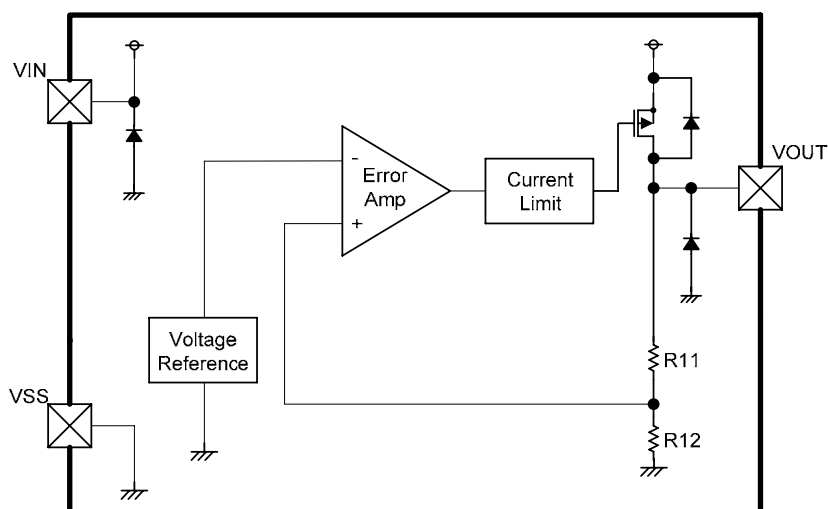 VIN
VOUT
-
Error
Amp
+
Current
Limit
Voltage
Reference
R11
VSS
R12